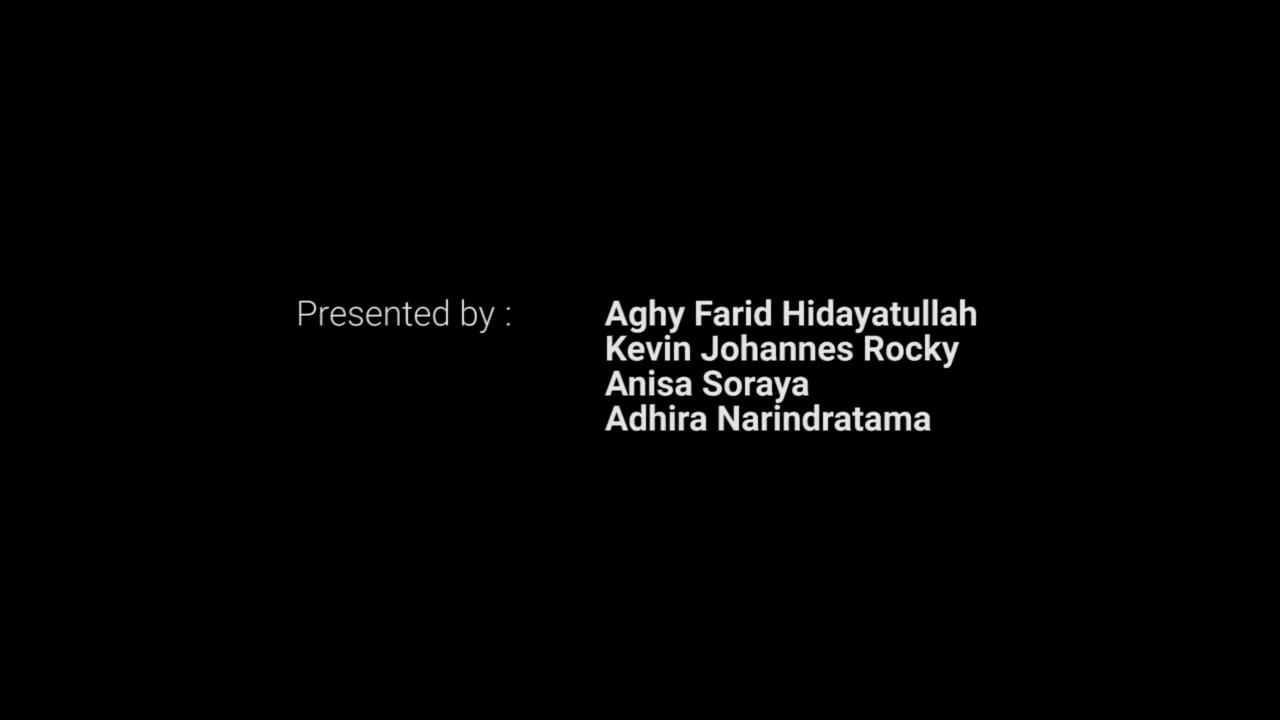 Presented by : Aghy Farid Hidayatullah
Kevin Johannes Rocky
Anisa Soraya
Adhira Narindratama